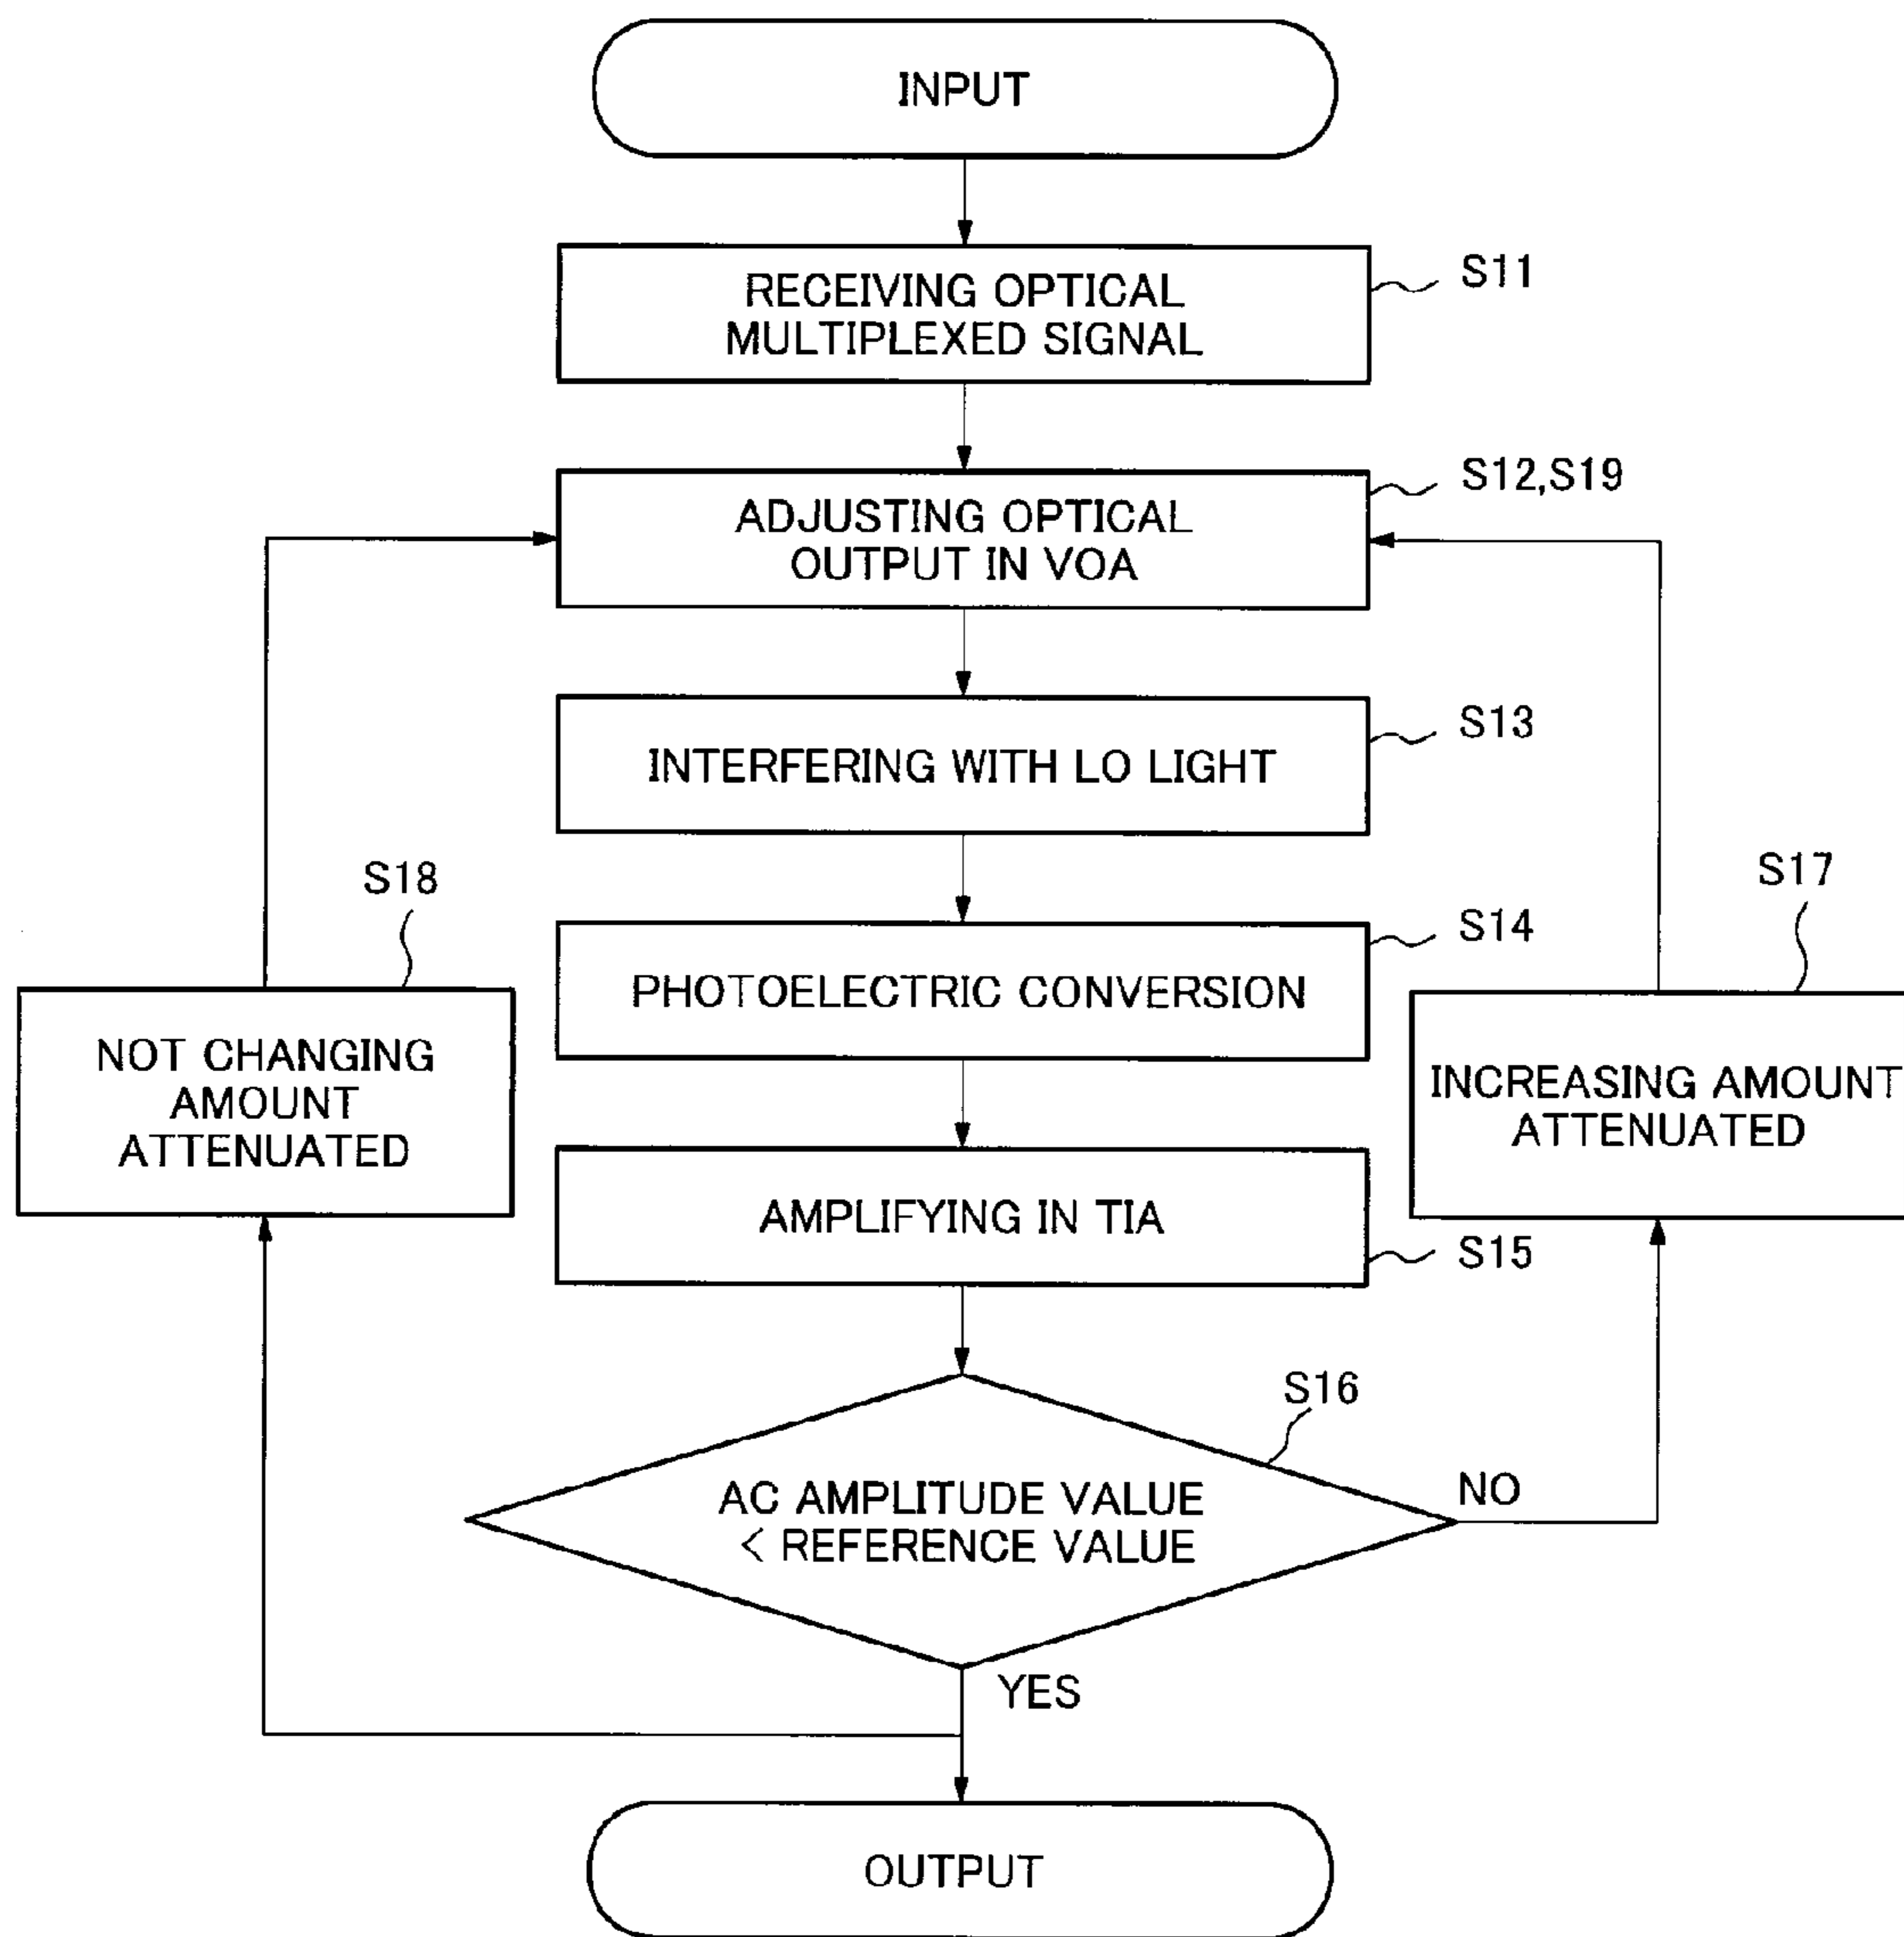 INPUT
RECEIVING OPTICAL
MULTIPLEXED SIGNAL
S11
ADJUSTING OPTICAL
OUTPUT IN VOA
S12,S19
INTERFERING WITH LO LIGHT
S13
PHOTOELECTRIC CONVERSION
S14
S18
NOT CHANGING
AMOUNT
ATTENUATED
S17
INCREASING AMOUNT
ATTENUATED
AMPLIFYING IN TIA
S15
S16
AC AMPLITUDE VALUE
< REFERENCE VALUE
NO
YES
OUTPUT